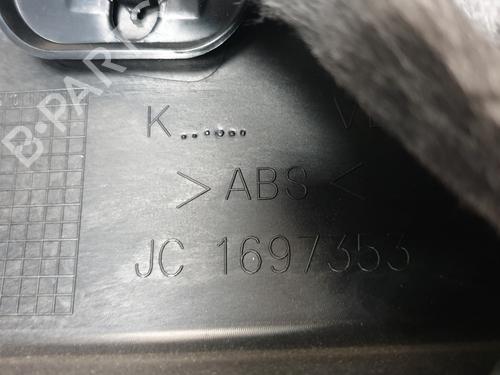 B-PARTS
K
> ABS <
JC 1697353